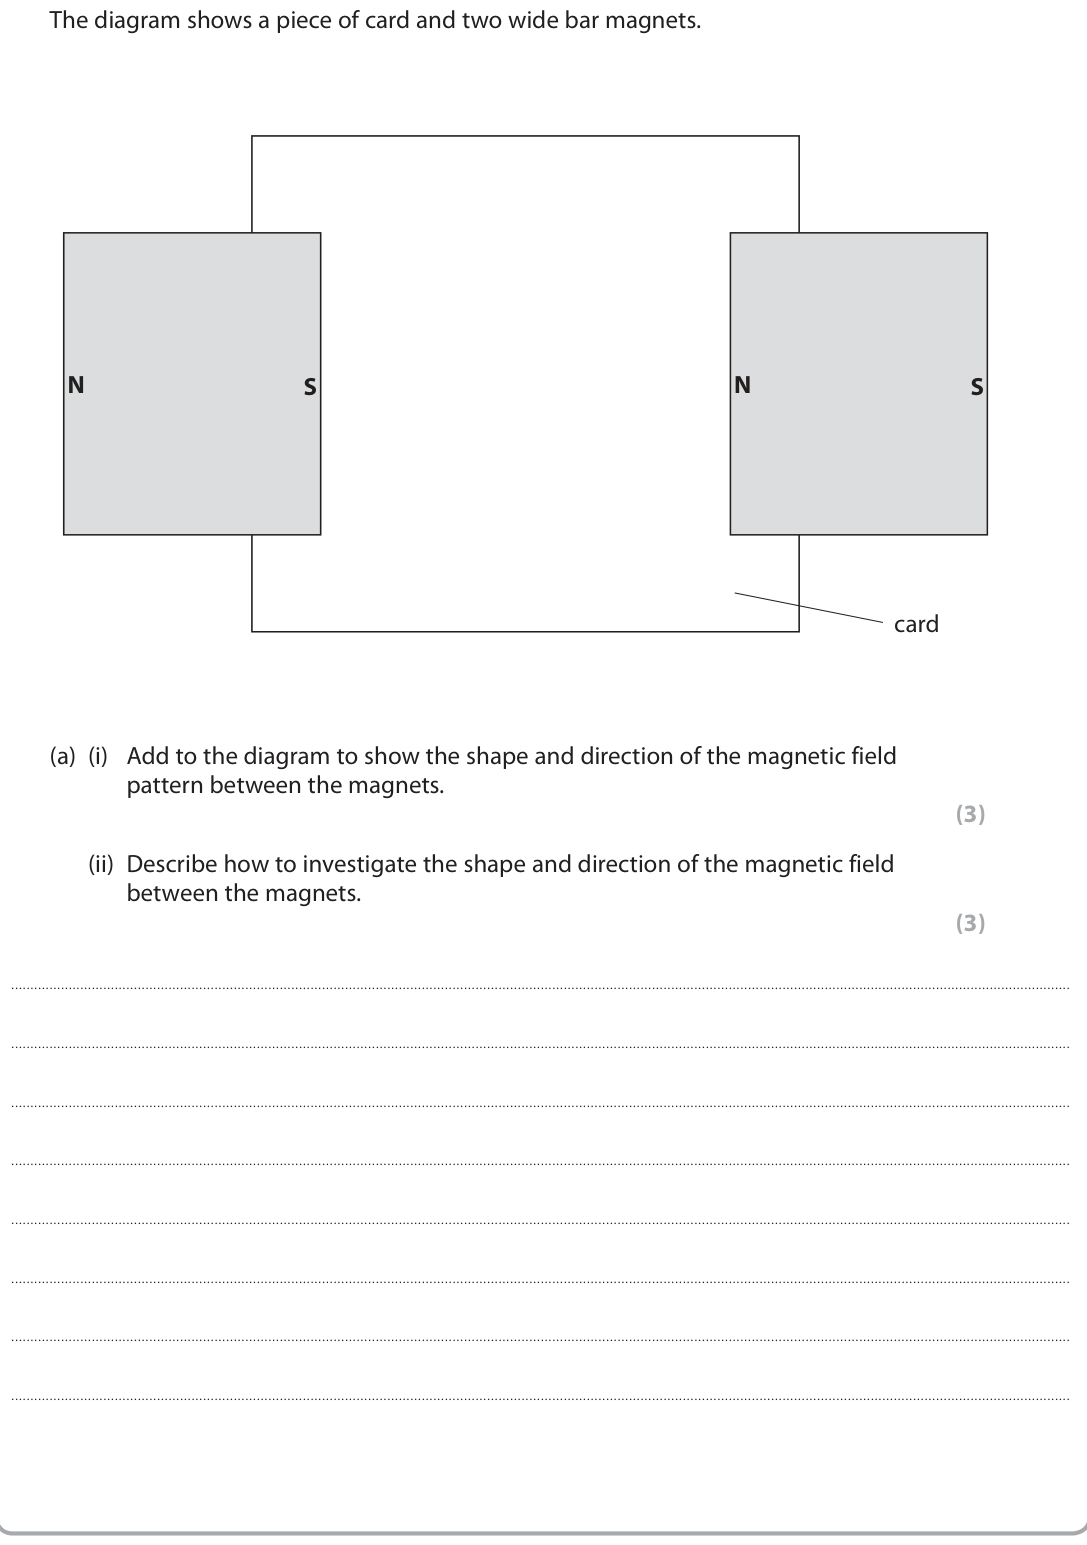 The diagram shows a piece of card and two wide bar magnets.
N S N S
card
(a) (i) Add to the diagram to show the shape and direction of the magnetic field
pattern between the magnets.
(3)
(ii) Describe how to investigate the shape and direction of the magnetic field
between the magnets.
(3)